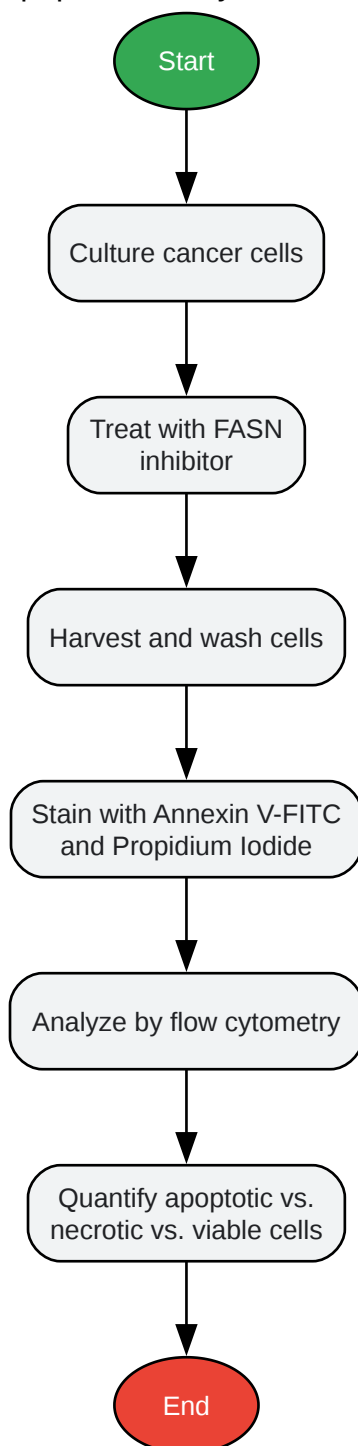 Start
Culture cancer cells
Treat with FASN
inhibitor
Harvest and wash cells
Stain with Annexin V-FITC
and Propidium Iodide
Analyze by flow cytometry
Quantify apoptotic vs.
necrotic vs. viable cells
End